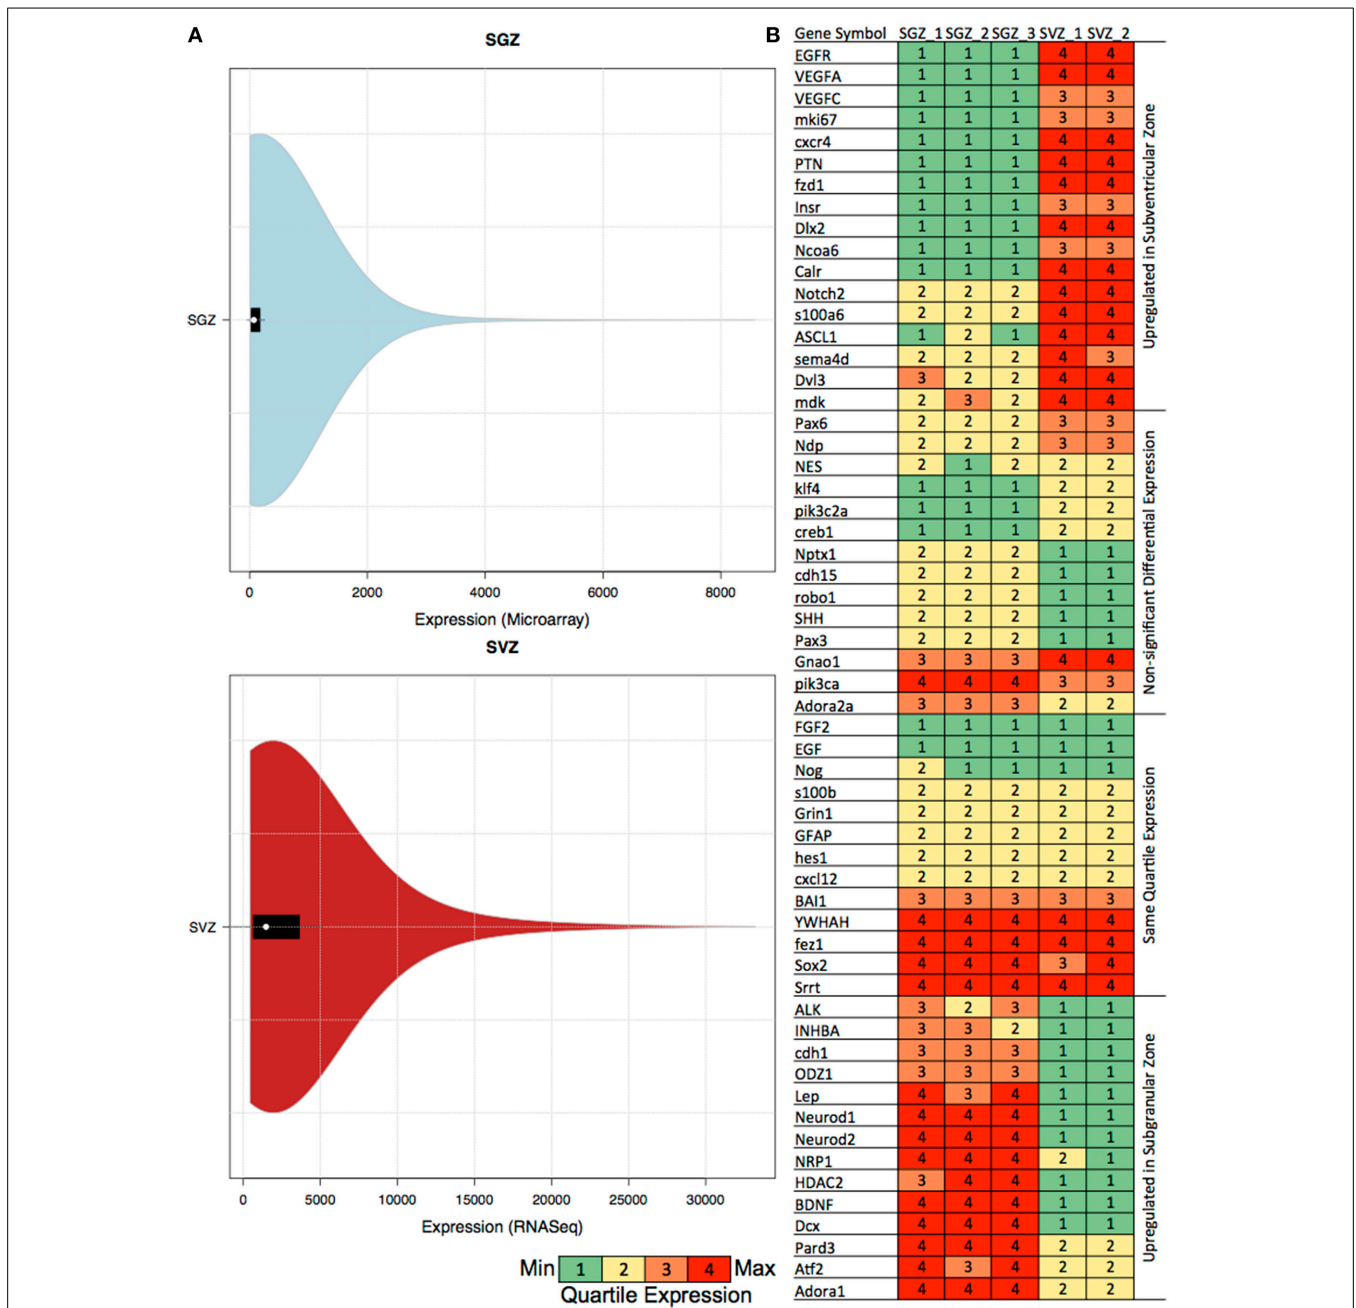 A
SGZ
SGZ
0 2000 4000 6000 8000
Expression (Microarray)
SVZ
SVZ
0 5000 10000 15000 20000 25000 30000
Expression (RNASeq)
Min 1 2 3 4 Max
Quartile Expression
B
Gene Symbol SGZ_1 SGZ_2 SGZ_3 SVZ_1 SVZ_2
EGFR 1 1 1 4 4
VEGFA 1 1 1 4 4
VEGFC 1 1 1 3 3
mki67 1 1 1 3 3
cxcr4 1 1 1 4 4
PTN 1 1 1 4 4
fzd1 1 1 1 4 4
Insr 1 1 1 3 3
Dlx2 1 1 1 4 4
Ncoa6 1 1 1 3 3
Calr 1 1 1 4 4
Notch2 2 2 2 4 4
s100a6 2 2 2 4 4
ASCL1 1 2 1 4 4
sema4d 2 2 2 4 3
Dvl3 3 2 2 4 4
mdk 2 3 2 4 4
Upregulated in Subventricular Zone
Pax6 2 2 2 3 3
Ndp 2 2 2 3 3
NES 2 1 2 2 2
klf4 1 1 1 2 2
pik3c2a 1 1 1 2 2
creb1 1 1 1 2 2
Nptx1 2 2 2 1 1
cdh15 2 2 2 1 1
robo1 2 2 2 1 1
SHH 2 2 2 1 1
Pax3 2 2 2 1 1
Gnao1 3 3 3 4 4
pik3ca 4 4 4 3 3
Adora2a 3 3 3 2 2
Non-significant Differential Expression
FGF2 1 1 1 1 1
EGF 1 1 1 1 1
Nog 2 1 1 1 1
s100b 2 2 2 2 2
Grin1 2 2 2 2 2
GFAP 2 2 2 2 2
hes1 2 2 2 2 2
cxcl12 2 2 2 2 2
BAI1 3 3 3 3 3
YWHAH 4 4 4 4 4
fez1 4 4 4 4 4
Sox2 4 4 4 3 4
Srrt 4 4 4 4 4
Same Quartile Expression
ALK 3 2 3 1 1
INHBA 3 3 2 1 1
cdh1 3 3 3 1 1
ODZ1 3 3 3 1 1
Lep 4 3 4 1 1
Neurod1 4 4 4 1 1
Neurod2 4 4 4 1 1
NRP1 4 4 4 2 1
HDAC2 3 4 4 1 1
BDNF 4 4 4 1 1
Dcx 4 4 4 1 1
Pard3 4 4 4 2 2
Atf2 4 3 4 2 2
Adora1 4 4 4 2 2
Upregulated in Subgranular Zone